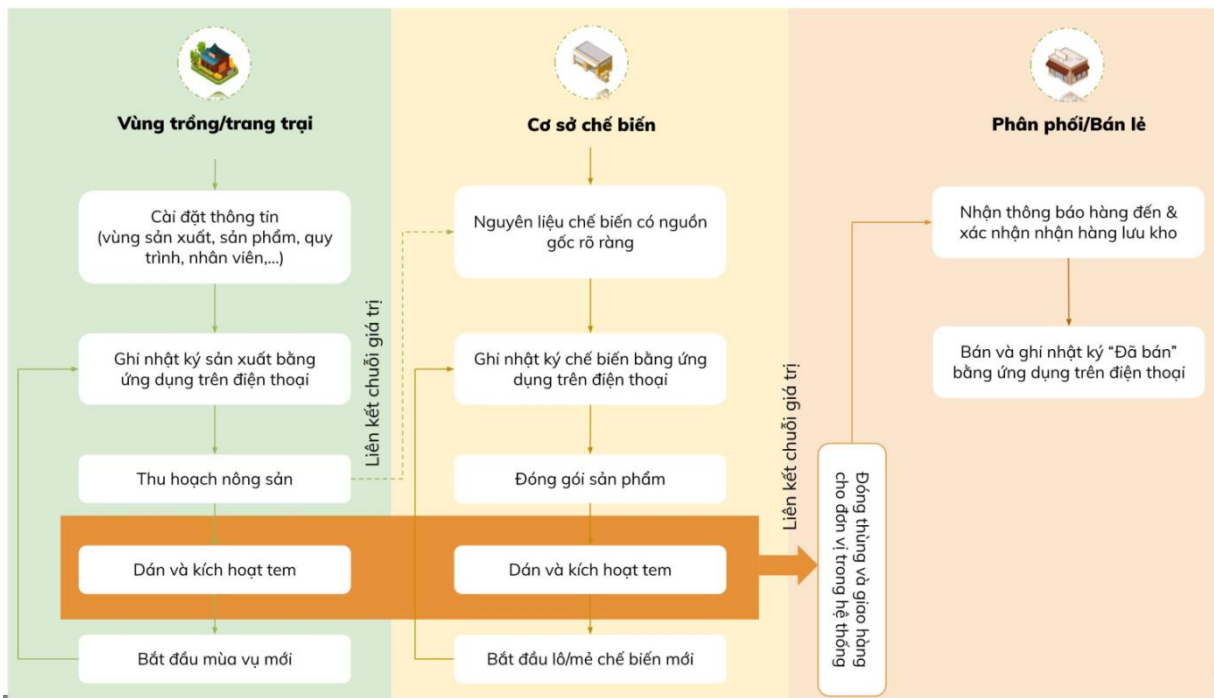 Vùng trồng/trang trại
Cài đặt thông tin
(vùng sản xuất, sản phẩm, quy
trình, nhân viên,...)
Ghi nhật ký sản xuất bằng
ứng dụng trên điện thoại
Thu hoạch nông sản
Dán và kích hoạt tem
Bắt đầu mùa vụ mới
Liên kết chuỗi giá trị
Cơ sở chế biến
Nguyên liệu chế biến có nguồn
gốc rõ ràng
Ghi nhật ký chế biến bằng ứng
dụng trên điện thoại
Đóng gói sản phẩm
Dán và kích hoạt tem
Bắt đầu lô/mẻ chế biến mới
Liên kết chuỗi giá trị
Đóng thùng và giao hàng
cho đơn vị trong hệ thống
Phân phối/Bán lẻ
Nhận thông báo hàng đến &
xác nhận nhận hàng lưu kho
Bán và ghi nhật ký “Đã bán”
bằng ứng dụng trên điện thoại